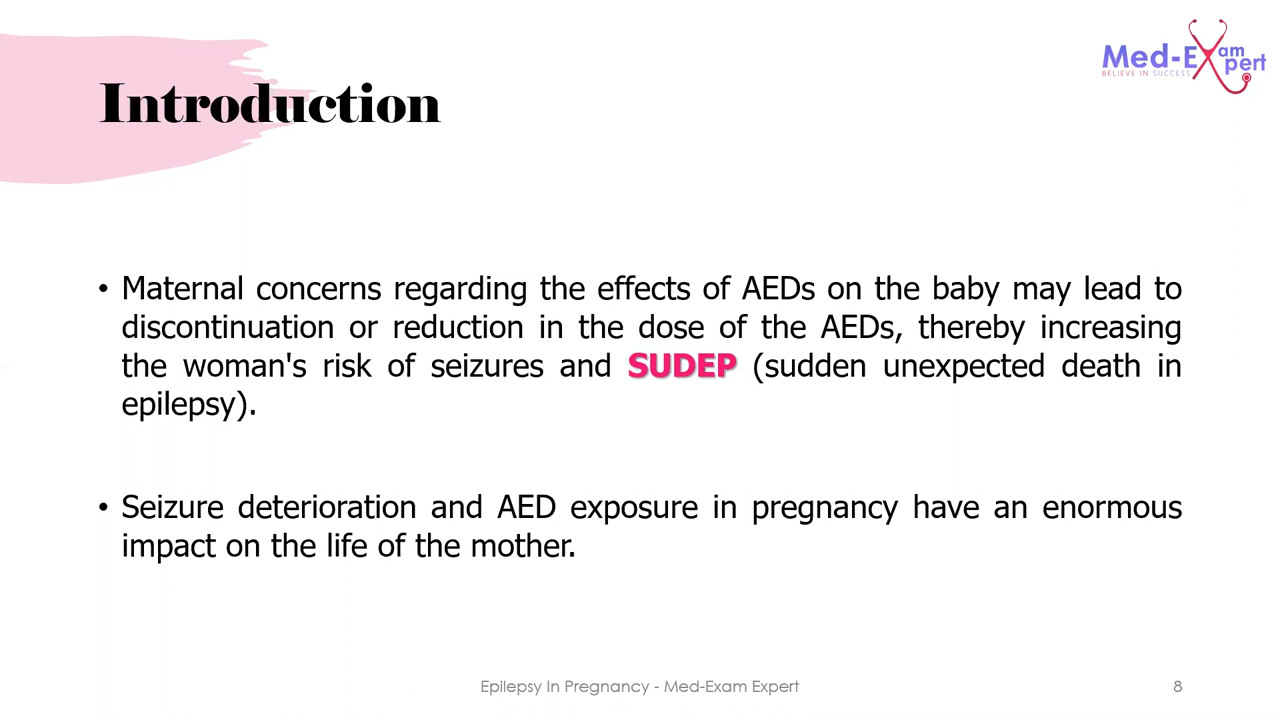 Med-Exam
pert
BELIEVE IN SUCCESS
Introduction
• Maternal concerns regarding the effects of AEDs on the baby may lead to
discontinuation or reduction in the dose of the AEDs, thereby increasing
the woman's risk of seizures and SUDEP (sudden unexpected death in
epilepsy).
• Seizure deterioration and AED exposure in pregnancy have an enormous
impact on the life of the mother.
Epilepsy In Pregnancy - Med-Exam Expert
8